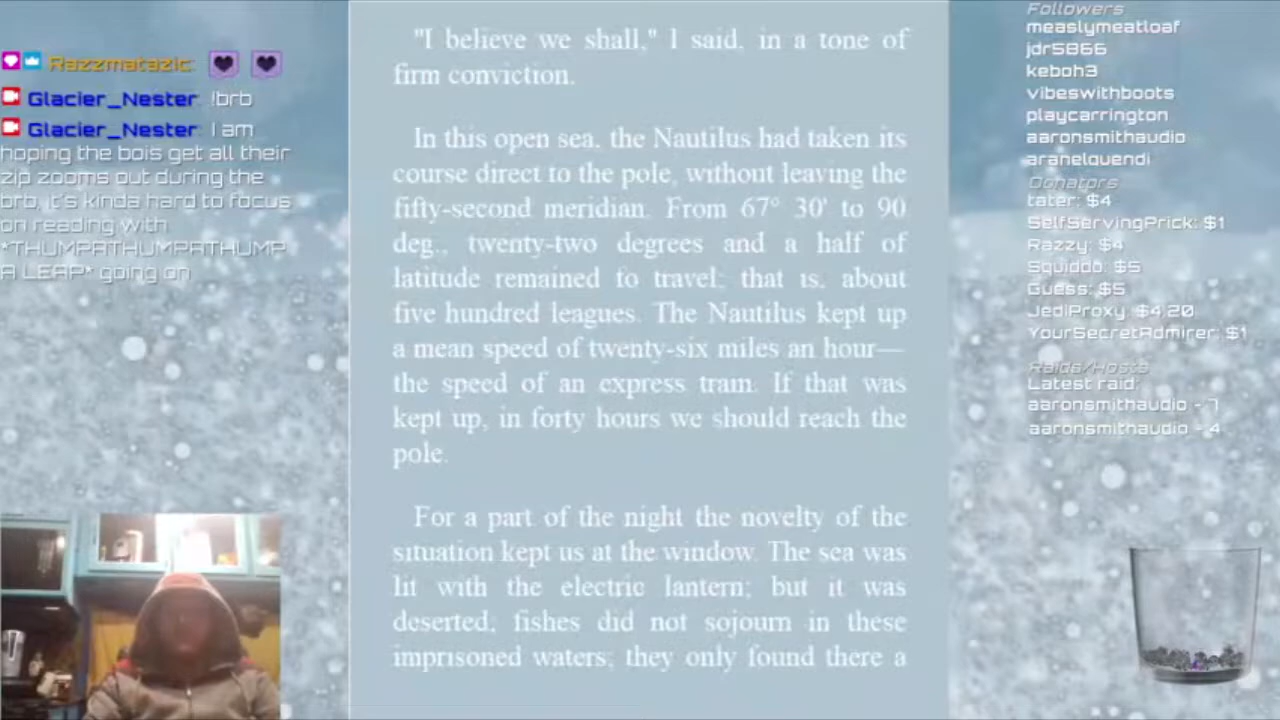 Razzmatazic:
Glacier_Nester: !brb
Glacier_Nester: I am
hoping the bois get all their
zip zooms out during the
brb, it's kinda hard to focus
on reading with
*THUMPATHUMPATHUMP
A LEAP* going on
"I believe we shall," I said, in a tone of
firm conviction.
In this open sea, the Nautilus had taken its
course direct to the pole, without leaving the
fifty-second meridian. From 67° 30' to 90
deg., twenty-two degrees and a half of
latitude remained to travel; that is, about
five hundred leagues. The Nautilus kept up
a mean speed of twenty-six miles an hour—
the speed of an express train. If that was
kept up, in forty hours we should reach the
pole.
For a part of the night the novelty of the
situation kept us at the window. The sea was
lit with the electric lantern; but it was
deserted; fishes did not sojourn in these
imprisoned waters; they only found there a
Followers
measlymeatloaf
jdr5866
keboh3
vibeswithboots
playcarrington
aaronsmithaudio
aranelquendi
Donators
tater: $4
SelfServingPrick: $1
Razzy: $4
Squiddo: $5
Guess: $5
JediProxy: $4.20
YourSecretAdmirer: $1
Raids/Hosts
Latest raid:
aaronsmithaudio - 7
aaronsmithaudio - 4